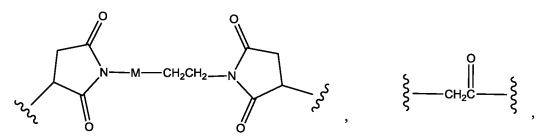 O O O
N—M—CH₂CH₂—N CH₂C
O O , ,